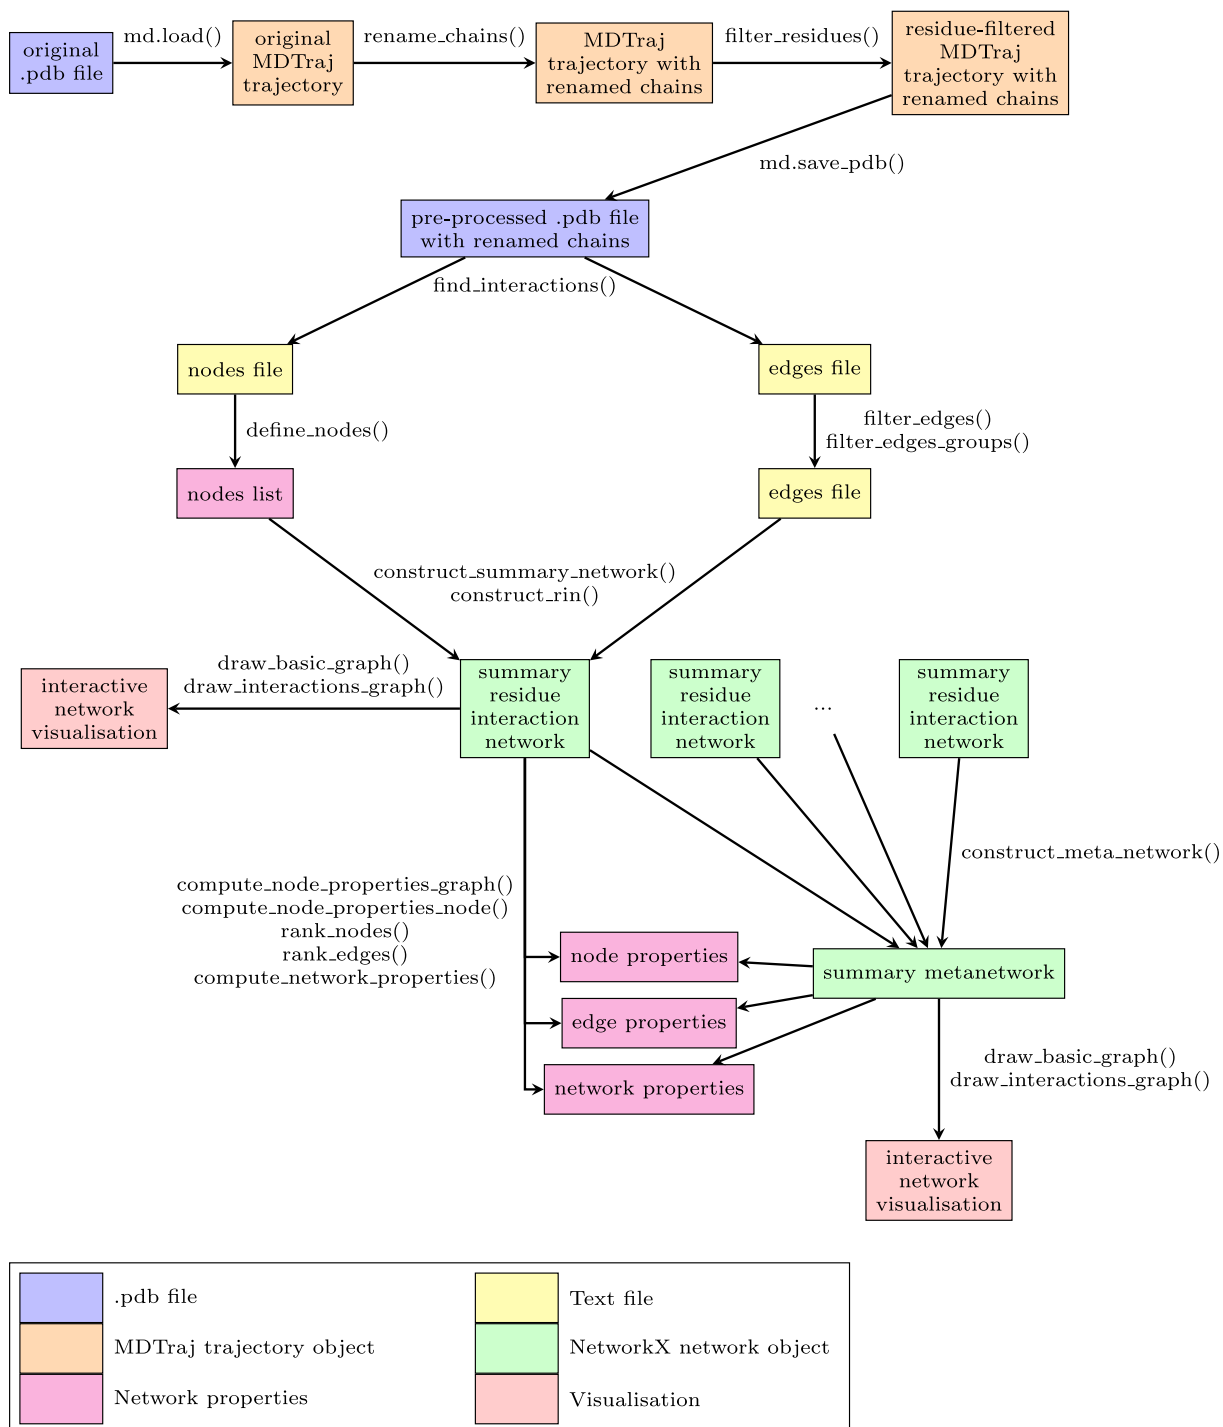 original
.pdb file
md.load()
original
MDTraj
trajectory
rename_chains()
MDTraj
trajectory with
renamed chains
filter_residues()
residue-filtered
MDTraj
trajectory with
renamed chains
md.save_pdb()
pre-processed .pdb file
with renamed chains
find_interactions()
nodes file
edges file
define_nodes()
filter_edges()
filter_edges_groups()
nodes list
edges file
construct_summary_network()
construct_rin()
interactive
network
visualisation
draw_basic_graph()
draw_interactions_graph()
summary
residue
interaction
network
summary
residue
interaction
network
...
summary
residue
interaction
network
construct_meta_network()
compute_node_properties_graph()
compute_node_properties_node()
rank_nodes()
rank_edges()
compute_network_properties()
node properties
edge properties
network properties
summary metanetwork
draw_basic_graph()
draw_interactions_graph()
interactive
network
visualisation
.pdb file
MDTraj trajectory object
Network properties
Text file
NetworkX network object
Visualisation